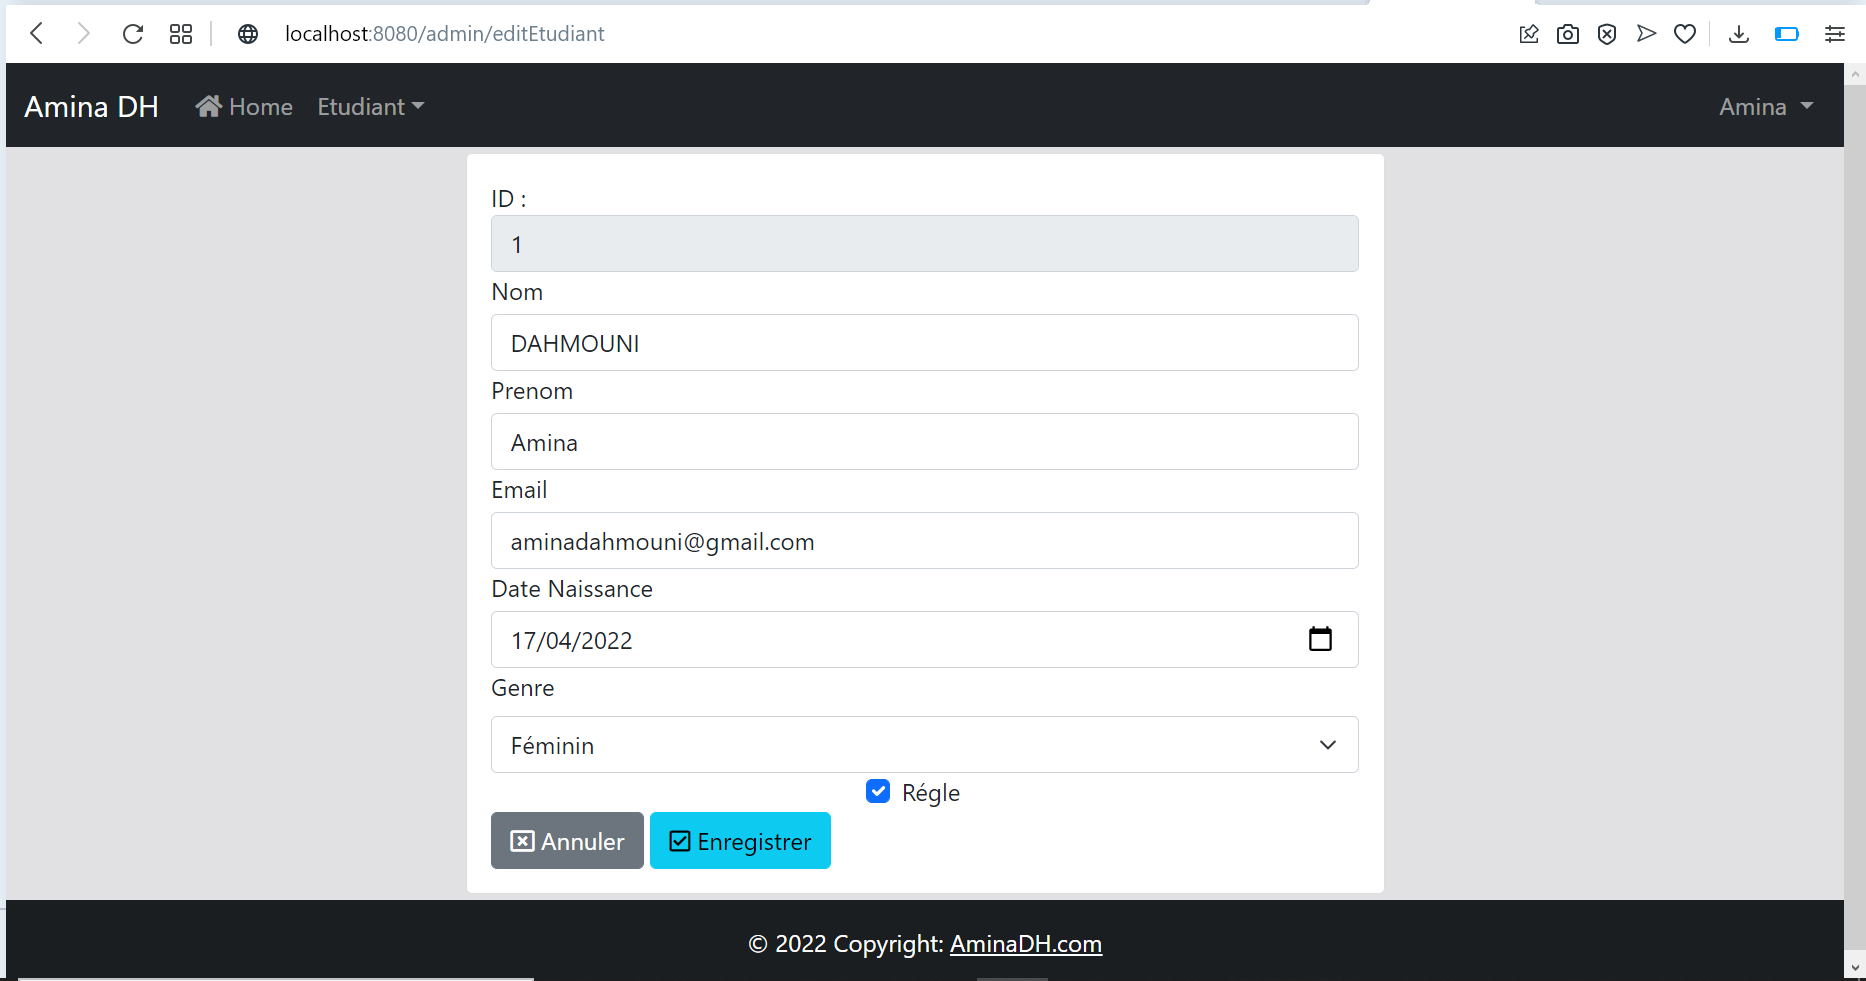 localhost:8080/admin/editEtudiant
Amina DH Home Etudiant Amina
ID :
1
Nom
DAHMOUNI
Prenom
Amina
Email
aminadahmouni@gmail.com
Date Naissance
17/04/2022
Genre
Féminin
Régle
Annuler Enregistrer
© 2022 Copyright: AminaDH.com